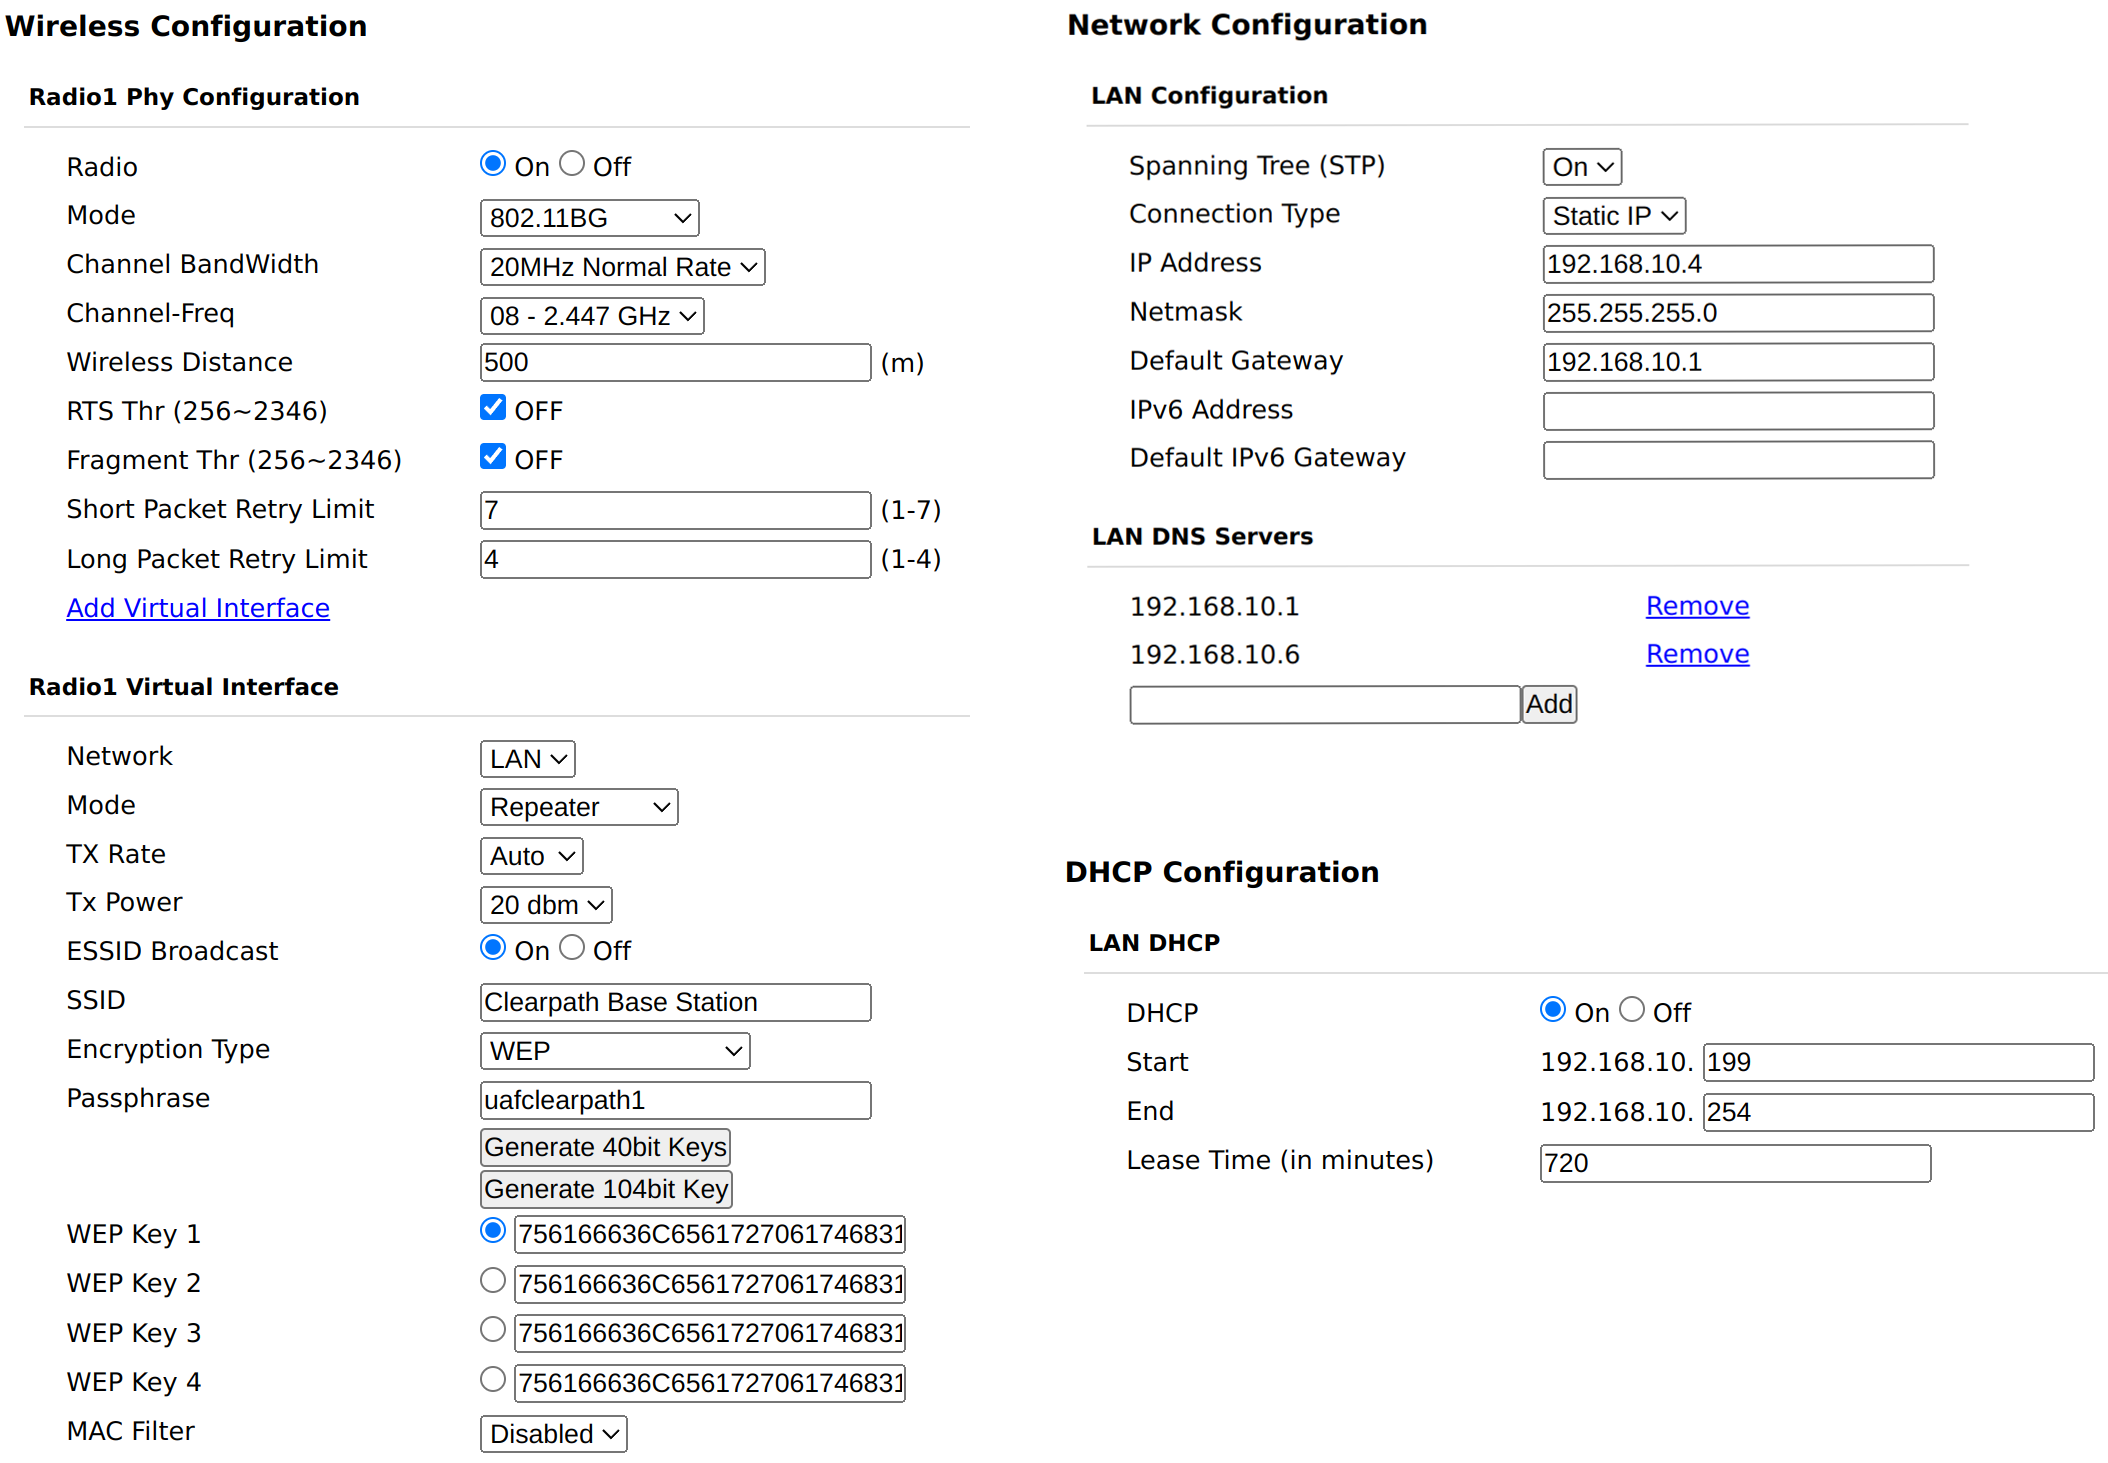 Wireless Configuration
Radio1 Phy Configuration
Radio On Off
Mode 802.11BG
Channel BandWidth 20MHz Normal Rate
Channel-Freq 08 - 2.447 GHz
Wireless Distance 500 (m)
RTS Thr (256~2346) OFF
Fragment Thr (256~2346) OFF
Short Packet Retry Limit 7 (1-7)
Long Packet Retry Limit 4 (1-4)
Add Virtual Interface
Radio1 Virtual Interface
Network LAN
Mode Repeater
TX Rate Auto
Tx Power 20 dbm
ESSID Broadcast On Off
SSID Clearpath Base Station
Encryption Type WEP
Passphrase uafclearpath1
Generate 40bit Keys
Generate 104bit Key
WEP Key 1 756166636C6561727061746831
WEP Key 2 756166636C6561727061746831
WEP Key 3 756166636C6561727061746831
WEP Key 4 756166636C6561727061746831
MAC Filter Disabled
Network Configuration
LAN Configuration
Spanning Tree (STP) On
Connection Type Static IP
IP Address 192.168.10.4
Netmask 255.255.255.0
Default Gateway 192.168.10.1
IPv6 Address
Default IPv6 Gateway
LAN DNS Servers
192.168.10.1 Remove
192.168.10.6 Remove
Add
DHCP Configuration
LAN DHCP
DHCP On Off
Start 192.168.10. 199
End 192.168.10. 254
Lease Time (in minutes) 720